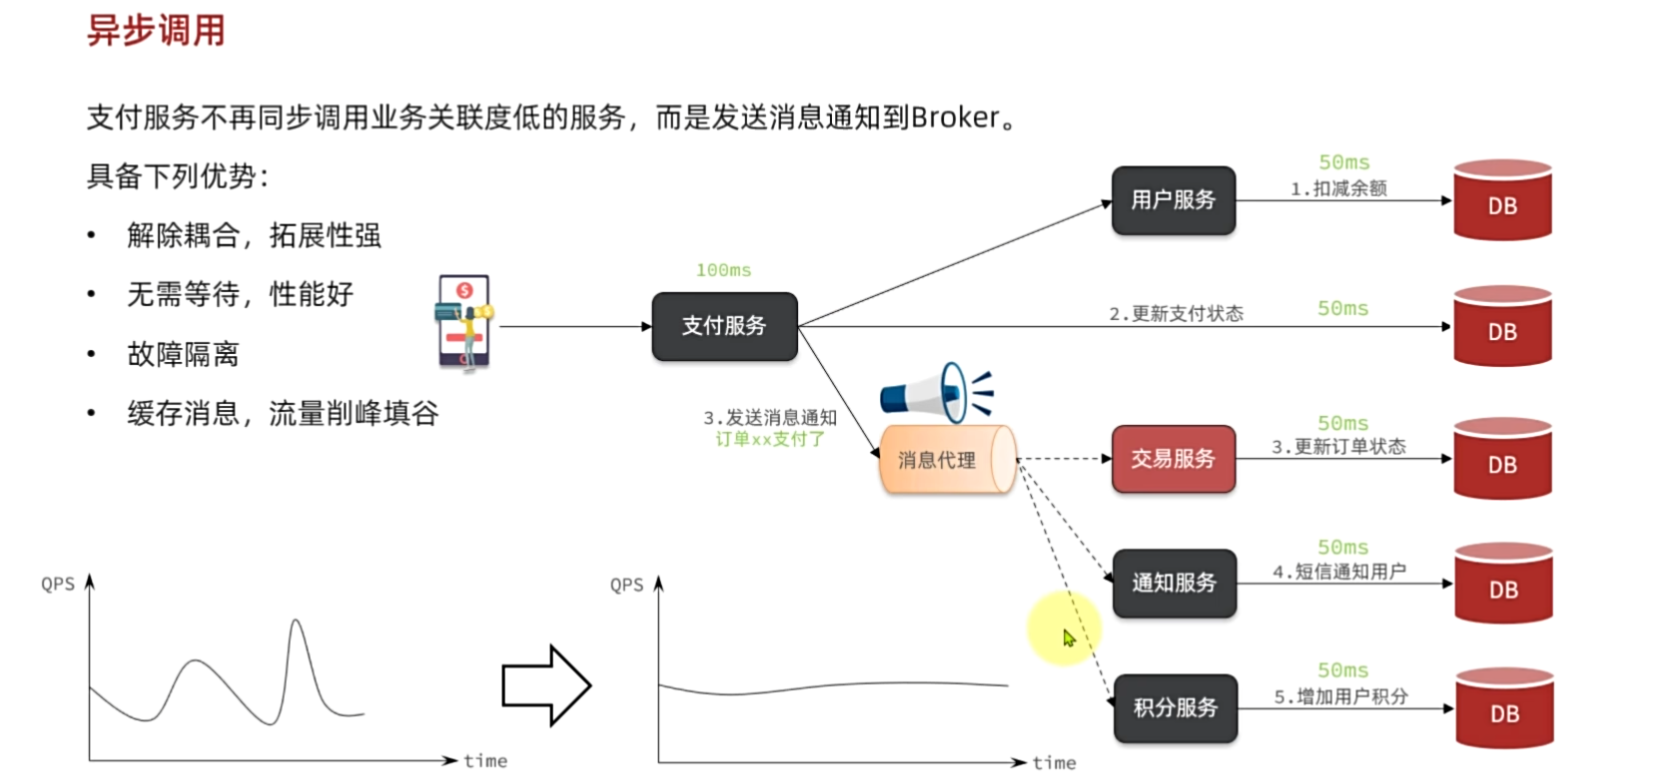 异步调用
支付服务不再同步调用业务关联度低的服务，而是发送消息通知到Broker。
具备下列优势：
• 解除耦合，拓展性强
• 无需等待，性能好
• 故障隔离
• 缓存消息，流量削峰填谷
100ms
支付服务
用户服务
50ms
1.扣减余额
DB
2.更新支付状态
50ms
DB
3.发送消息通知
订单xx支付了
消息代理
交易服务
50ms
3.更新订单状态
DB
通知服务
50ms
4.短信通知用户
DB
积分服务
50ms
5.增加用户积分
DB
QPS
time
QPS
time